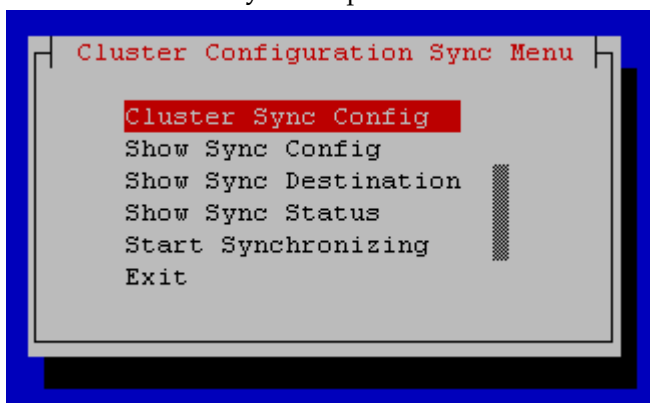 Cluster Configuration Sync Menu
Cluster Sync Config
Show Sync Config
Show Sync Destination
Show Sync Status
Start Synchronizing
Exit